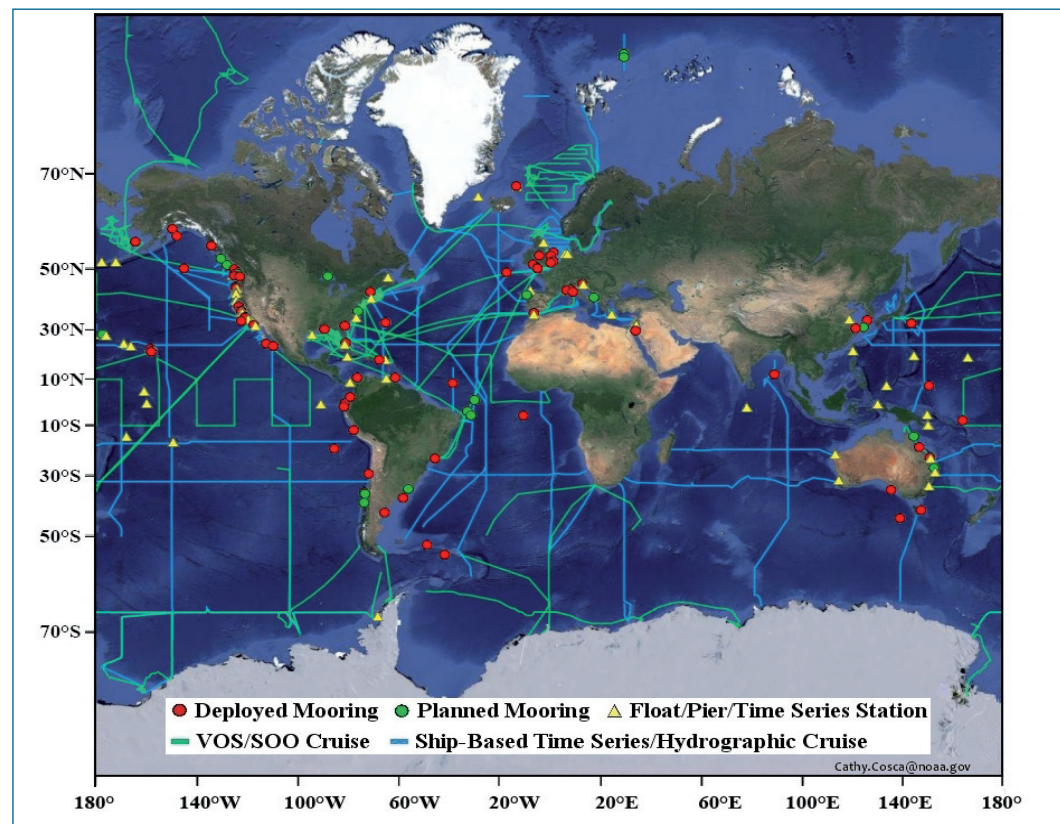 70°N
50°N
30°N
10°N
10°S
30°S
50°S
70°S
Deployed Mooring Planned Mooring Float/Pier/Time Series Station
VOS/SOO Cruise Ship-Based Time Series/Hydrographic Cruise
Cathy.Cosca@noaa.gov
180° 140°W 100°W 60°W 20°W 20°E 60°E 100°E 140°E 180°